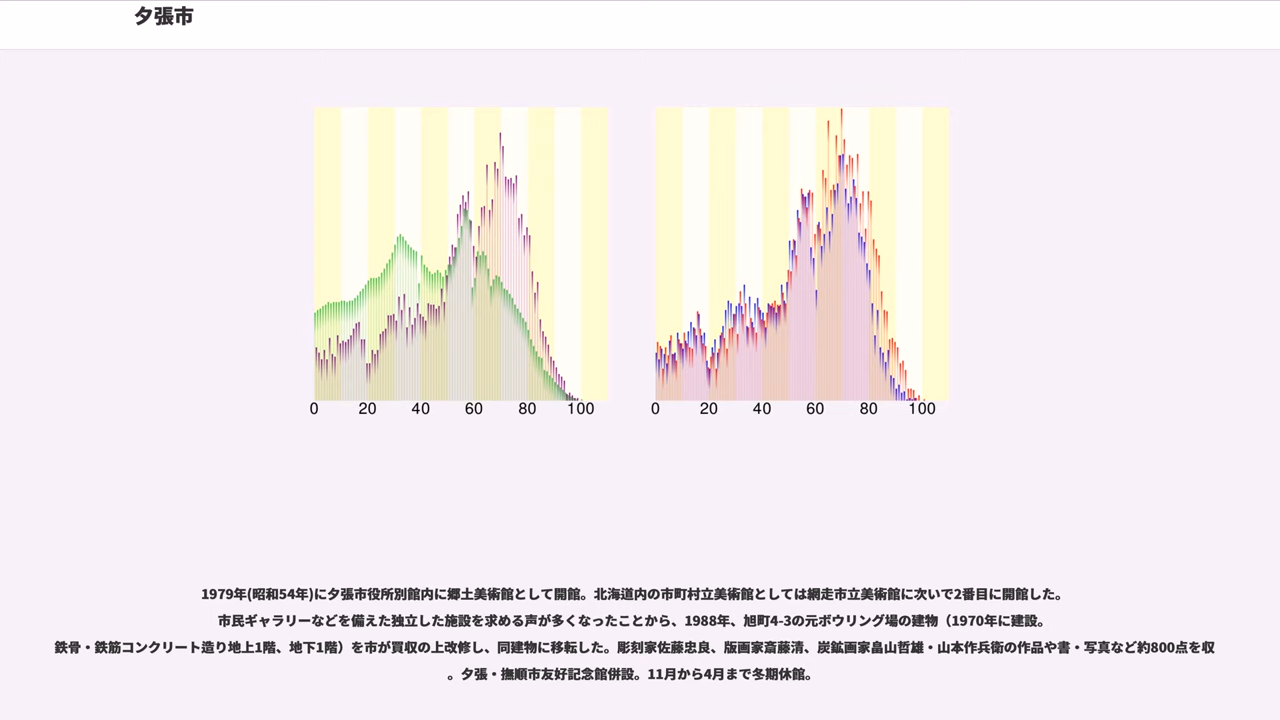 夕張市
0 20 40 60 80 100
0 20 40 60 80 100
1979年(昭和54年)に夕張市役所別館内に郷土美術館として開館。北海道内の市町村立美術館としては網走市立美術館に次いで2番目に開館した。
市民ギャラリーなどを備えた独立した施設を求める声が多くなったことから、1988年、旭町4-3の元ボウリング場の建物（1970年に建設。
鉄骨・鉄筋コンクリート造り地上1階、地下1階）を市が買収の上改修し、同建物に移転した。彫刻家佐藤忠良、版画家斎藤清、炭鉱画家畠山哲雄・山本作兵衛の作品や書・写真など約800点を収
。夕張・撫順市友好記念館併設。11月から4月まで冬期休館。